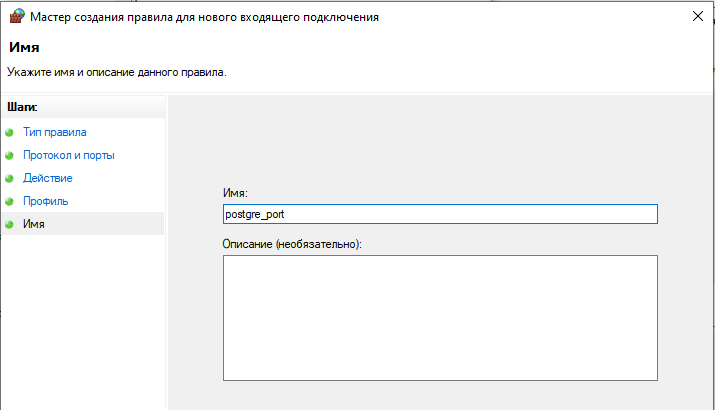 Мастер создания правила для нового входящего подключения
Имя
Укажите имя и описание данного правила.
Шаги:
Тип правила
Протокол и порты
Действие
Профиль
Имя
Имя:
postgre_port
Описание (необязательно):